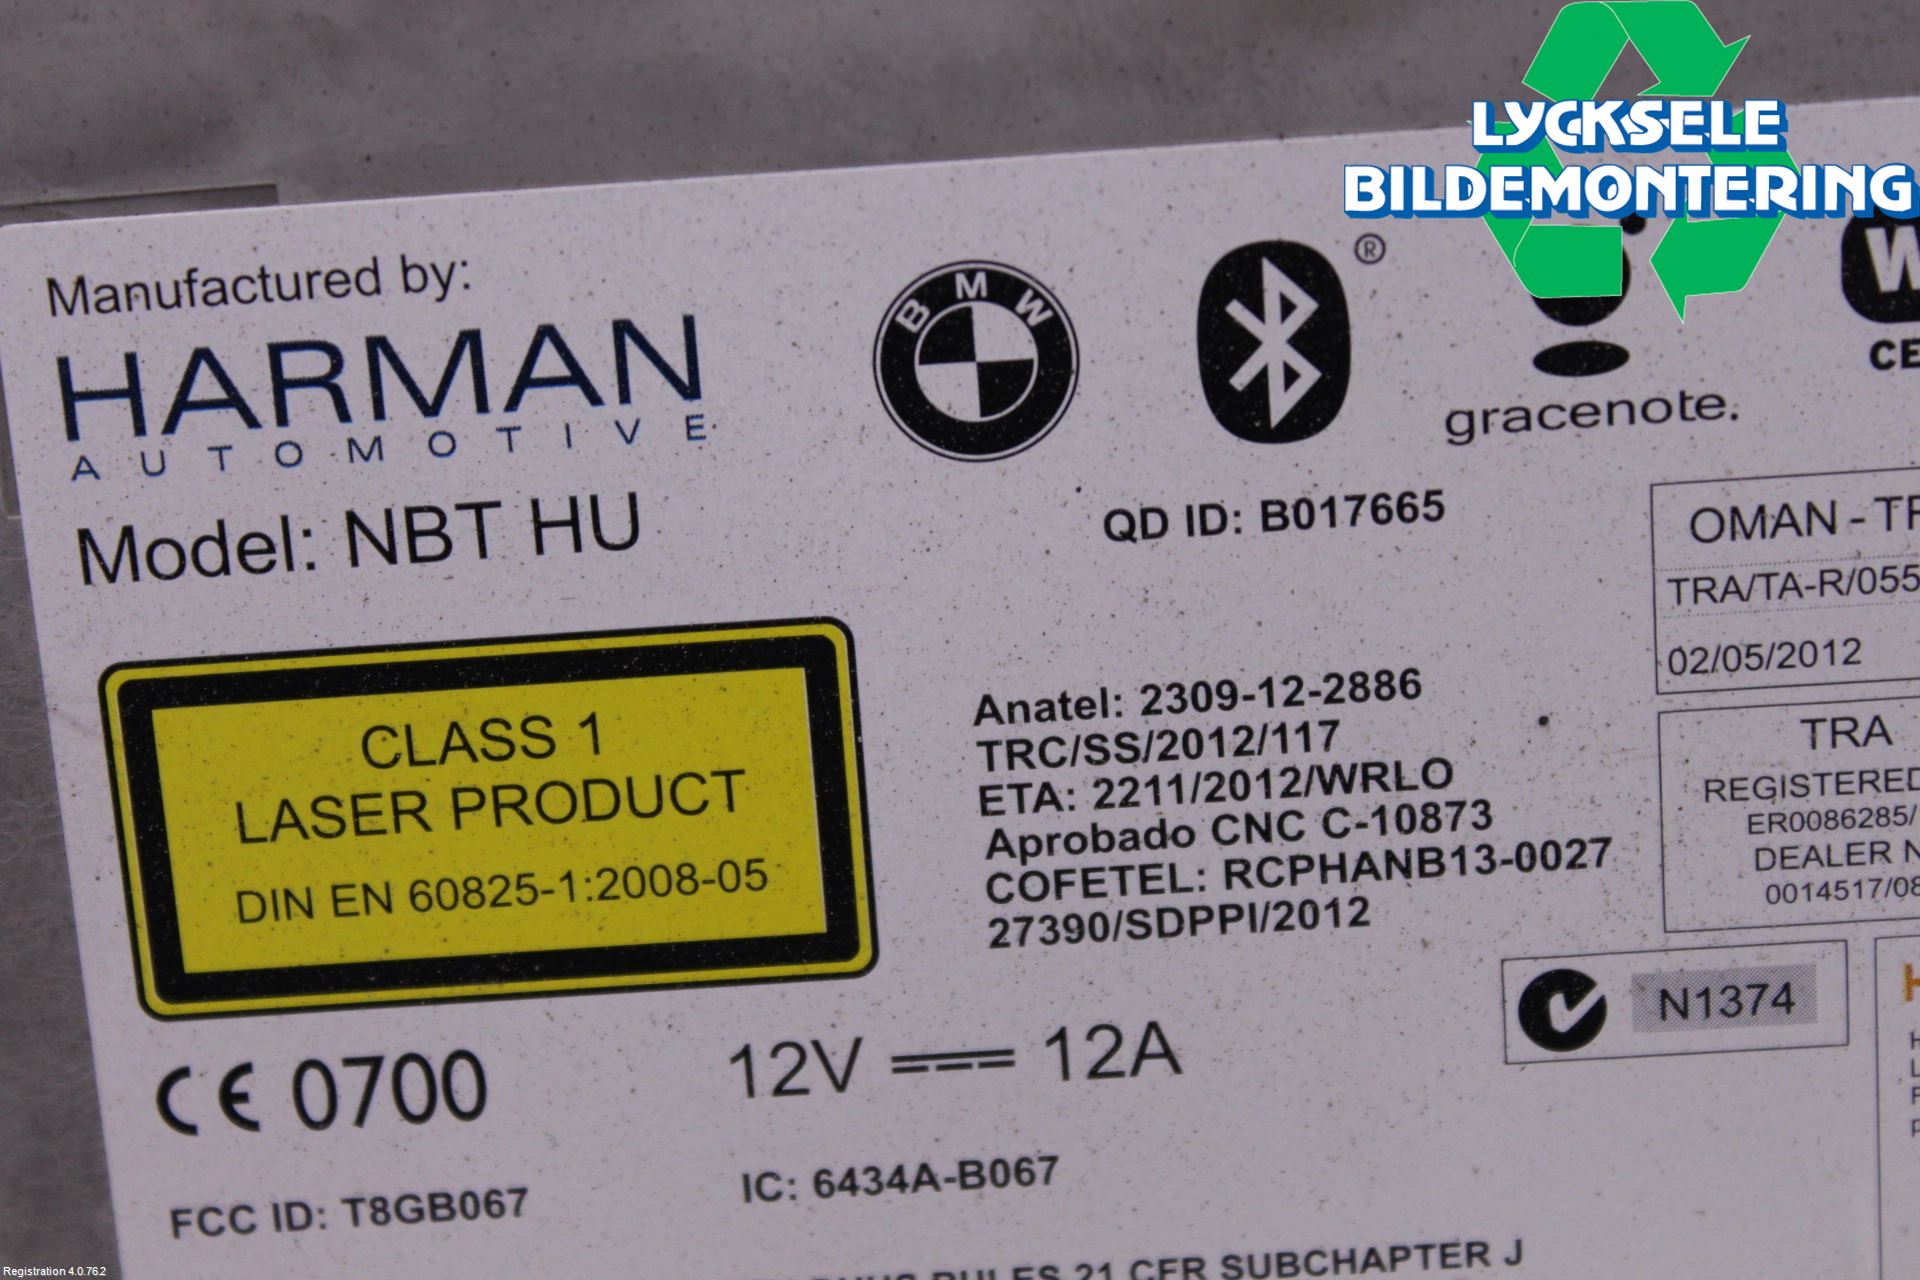 LYCKSELE
BILDEMONTERING
Manufactured by:
HARMAN
AUTOMOTIVE
Model: NBT HU
BMW
®
gracenote.
W
CE
QD ID: B017665
OMAN - TR
TRA/TA-R/055
02/05/2012
CLASS 1
LASER PRODUCT
DIN EN 60825-1:2008-05
Anatel: 2309-12-2886
TRC/SS/2012/117
ETA: 2211/2012/WRLO
Aprobado CNC C-10873
COFETEL: RCPHANB13-0027
27390/SDPPI/2012
TRA
REGISTERED
ER0086285/
DEALER N
0014517/08
N1374
CE 0700
12V 12A
FCC ID: T8GB067
IC: 6434A-B067
RULES 21 CFR SUBCHAPTER J
Registration 4.0.76.2